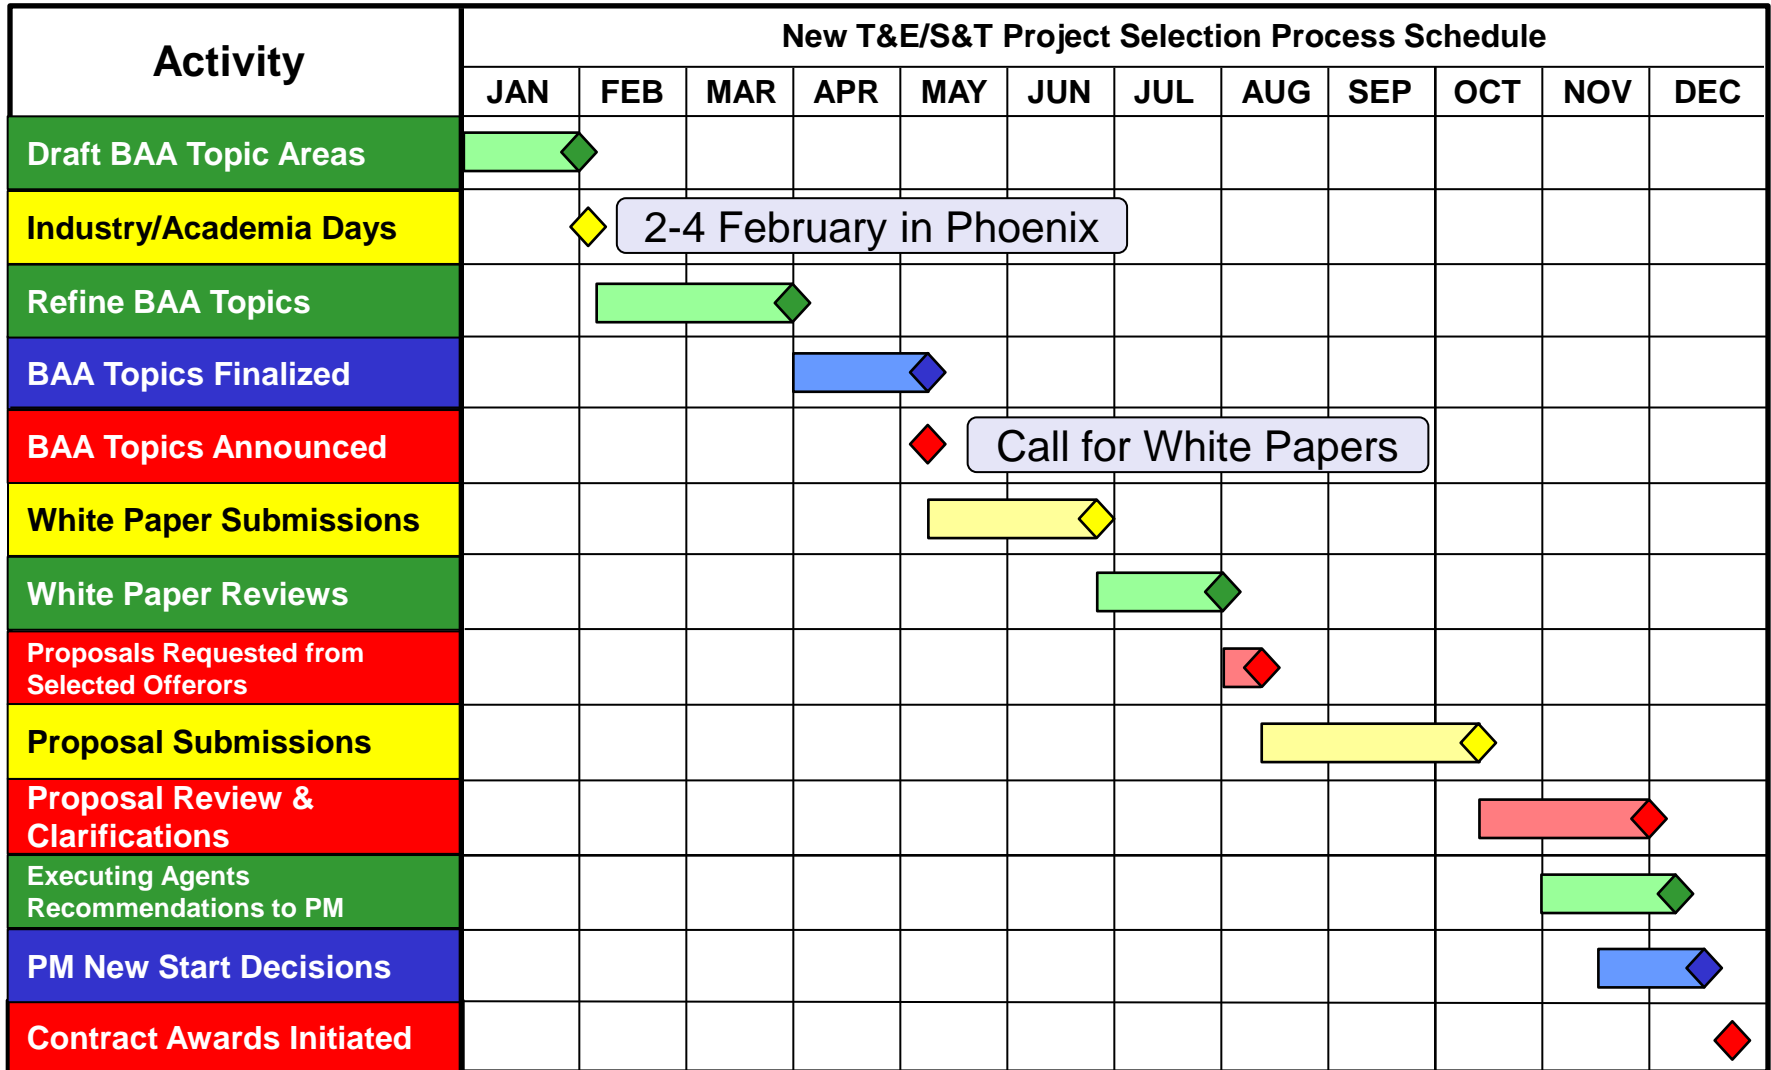 Activity
New T&E/S&T Project Selection Process Schedule
JAN FEB MAR APR MAY JUN JUL AUG SEP OCT NOV DEC
Draft BAA Topic Areas
Industry/Academia Days
2-4 February in Phoenix
Refine BAA Topics
BAA Topics Finalized
BAA Topics Announced
Call for White Papers
White Paper Submissions
White Paper Reviews
Proposals Requested from
Selected Offerors
Proposal Submissions
Proposal Review &
Clarifications
Executing Agents
Recommendations to PM
PM New Start Decisions
Contract Awards Initiated